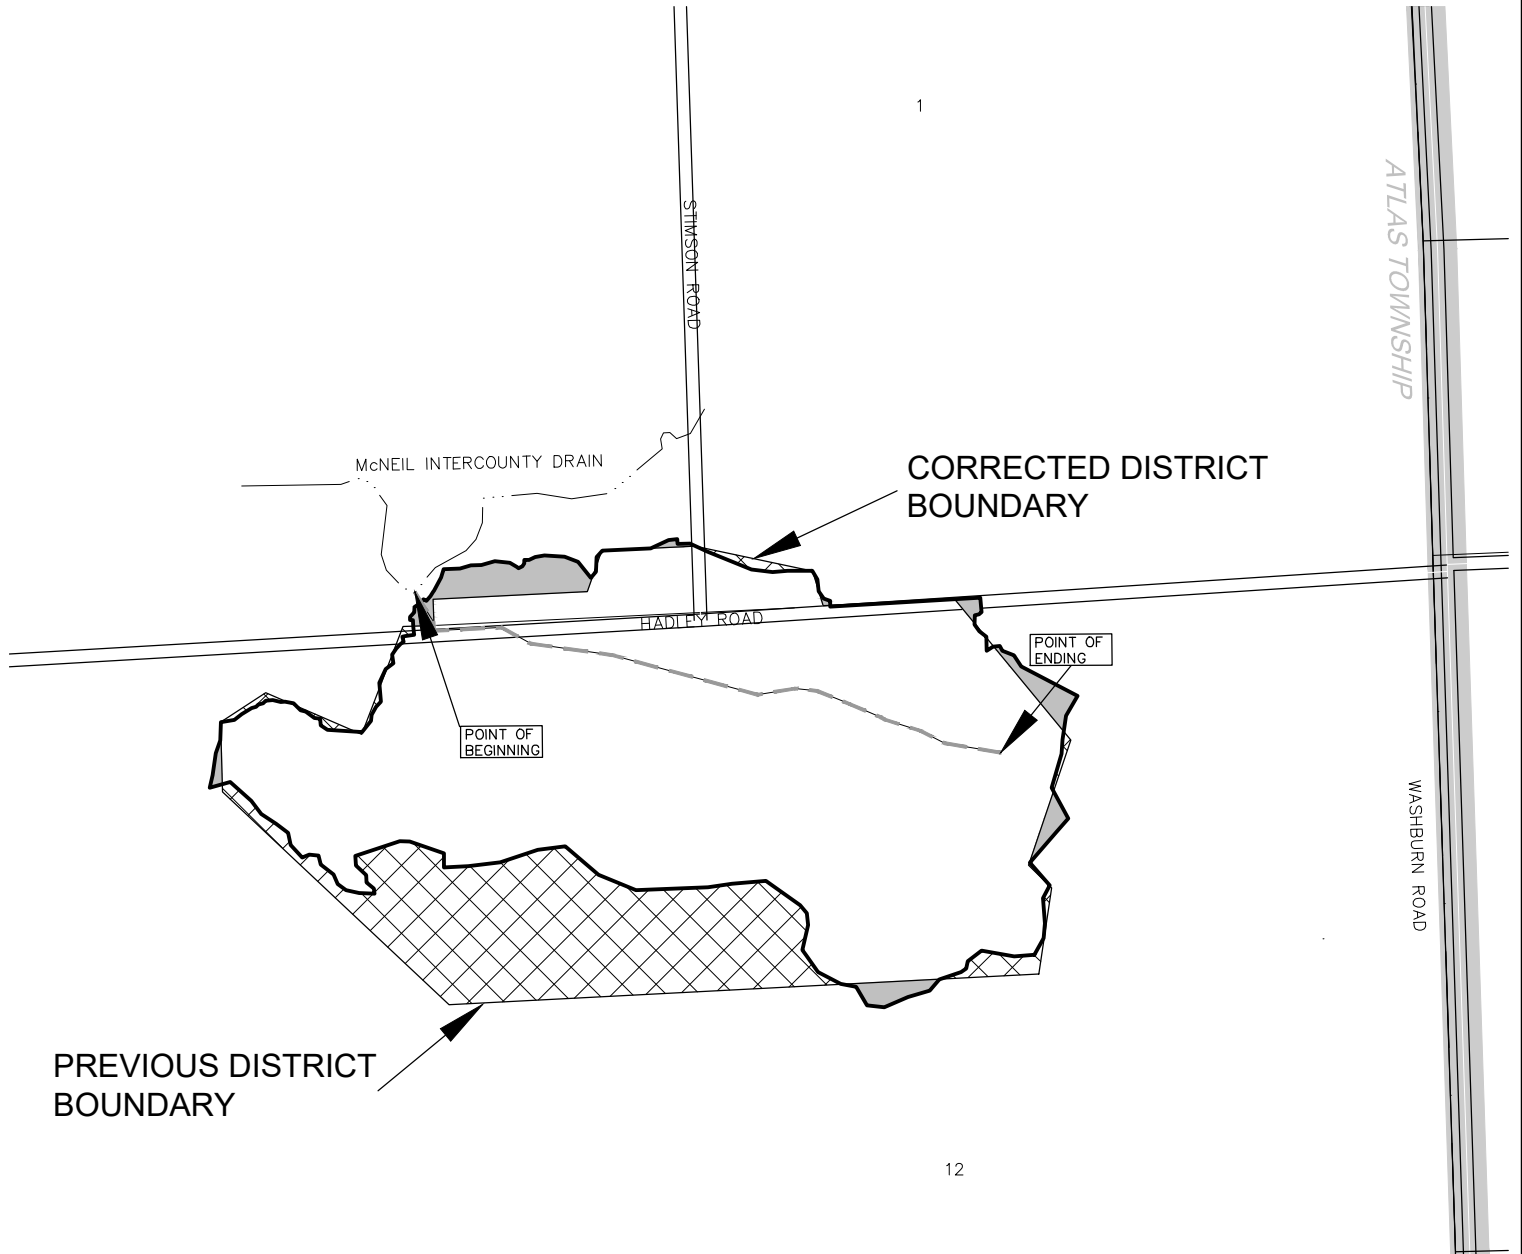 1
ATLAS TOWNSHIP
STIMSON ROAD
McNEIL INTERCOUNTY DRAIN
CORRECTED DISTRICT
BOUNDARY
HADLEY ROAD
POINT OF
ENDING
POINT OF
BEGINNING
WASHBURN ROAD
PREVIOUS DISTRICT
BOUNDARY
12